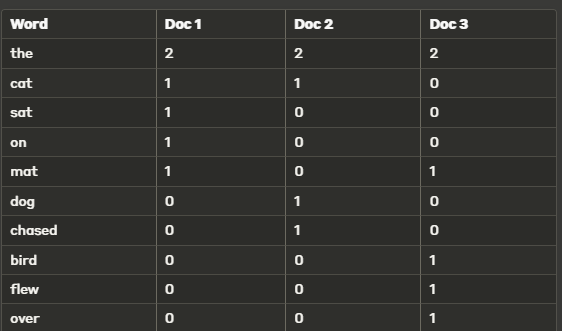 Word Doc 1 Doc 2 Doc 3
the 2 2 2
cat 1 1 0
sat 1 0 0
on 1 0 0
mat 1 0 1
dog 0 1 0
chased 0 1 0
bird 0 0 1
flew 0 0 1
over 0 0 1